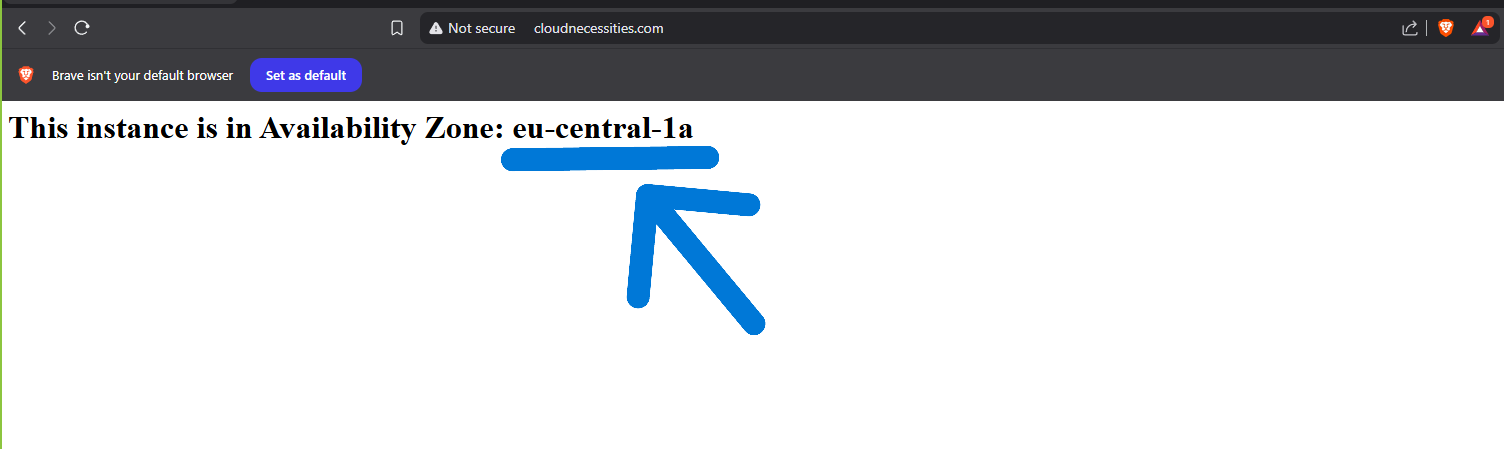 Not secure cloudnecessities.com
1
Brave isn't your default browser Set as default
This instance is in Availability Zone: eu-central-1a